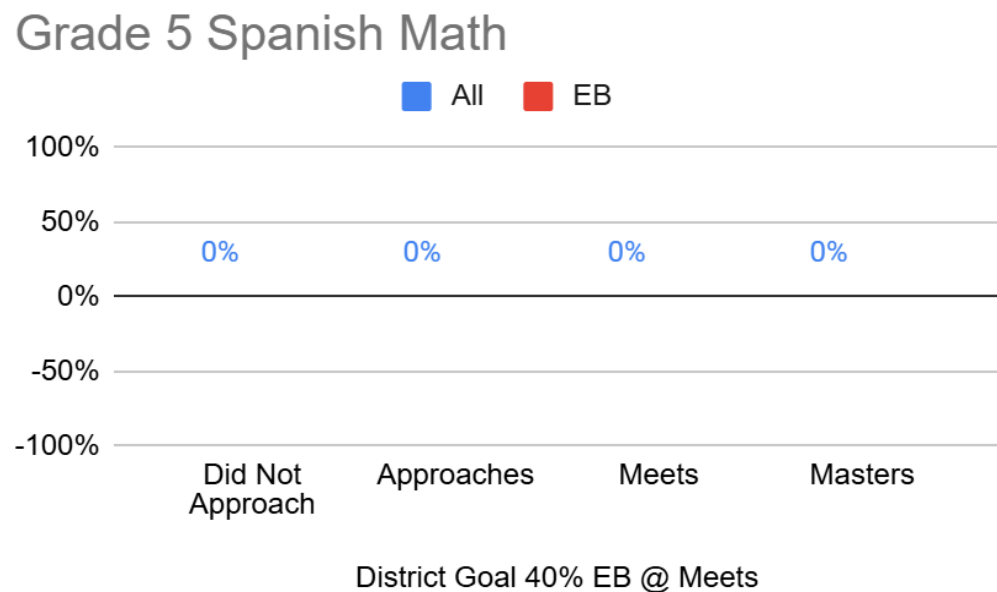 Grade 5 Spanish Math
All EB
100%
50%
0% 0% 0% 0%
0%
-50%
-100%
Did Not Approach
Approaches
Meets
Masters
District Goal 40% EB @ Meets